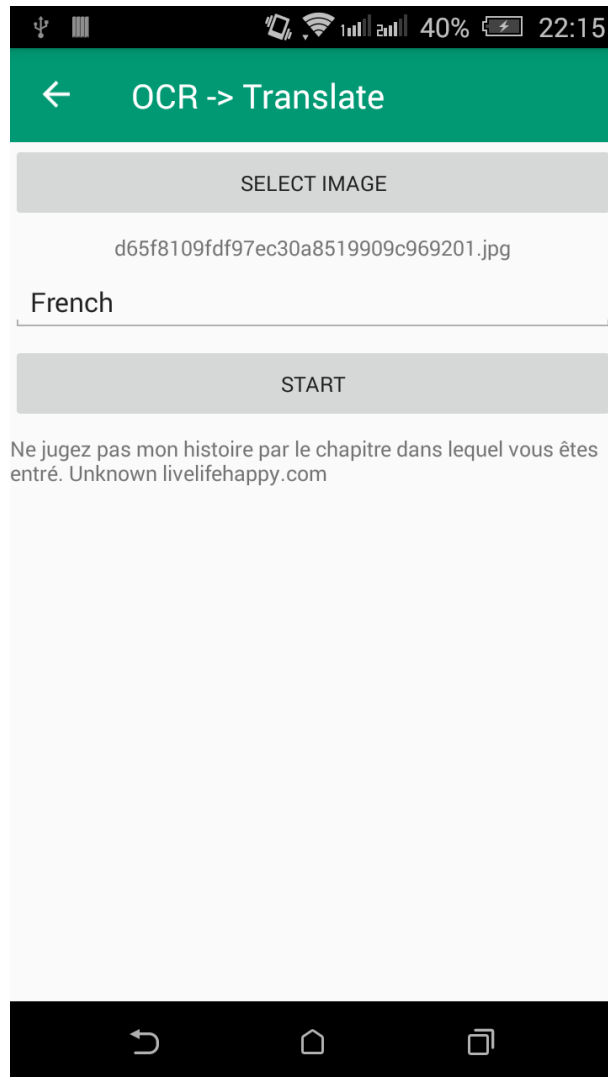 40% 22:15
OCR -> Translate
SELECT IMAGE
d65f8109fdf97ec30a8519909c969201.jpg
French
START
Ne jugez pas mon histoire par le chapitre dans lequel vous êtes
entré. Unknown livelifehappy.com